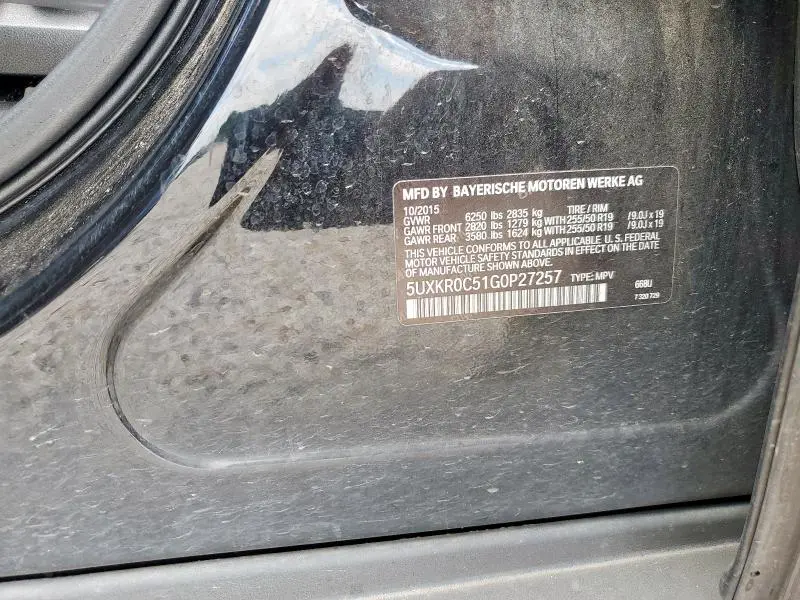 MFD BY BAYERISCHE MOTOREN WERKE AG
10/2015
GVWR 6250 lbs 2835 kg TIRE / RIM
GAWR FRONT 2820 lbs 1279 kg WITH 255/50 R19 /9.0J x 19
GAWR REAR 3580 lbs 1624 kg WITH 255/50 R19 /9.0J x 19
THIS VEHICLE CONFORMS TO ALL APPLICABLE U.S. FEDERAL
MOTOR VEHICLE SAFETY STANDARDS IN EFFECT ON THE DATE
OF MANUFACTURE SHOWN ABOVE.
5UXKR0C51G0P27257 TYPE: MPV 668U
7 320 729